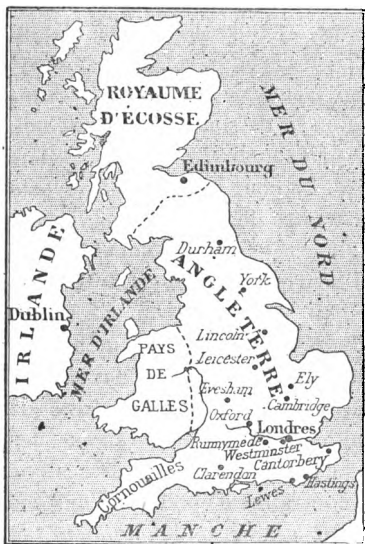 ROYAUME
D'ÉCOSSE
MER DU NORD
Edimbourg
Durham
ANGLETERRE
York
IRLANDE
Dublin
MER D'IRLANDE
Lincoln
Leicester
PAYS
DE
GALLES
Ely
Evesham
Cambridge
Oxford
Londres
Runnymede
Westminster
Cantorbery
Cornouailles
Clarendon
Hastings
Lewes
MANCHE